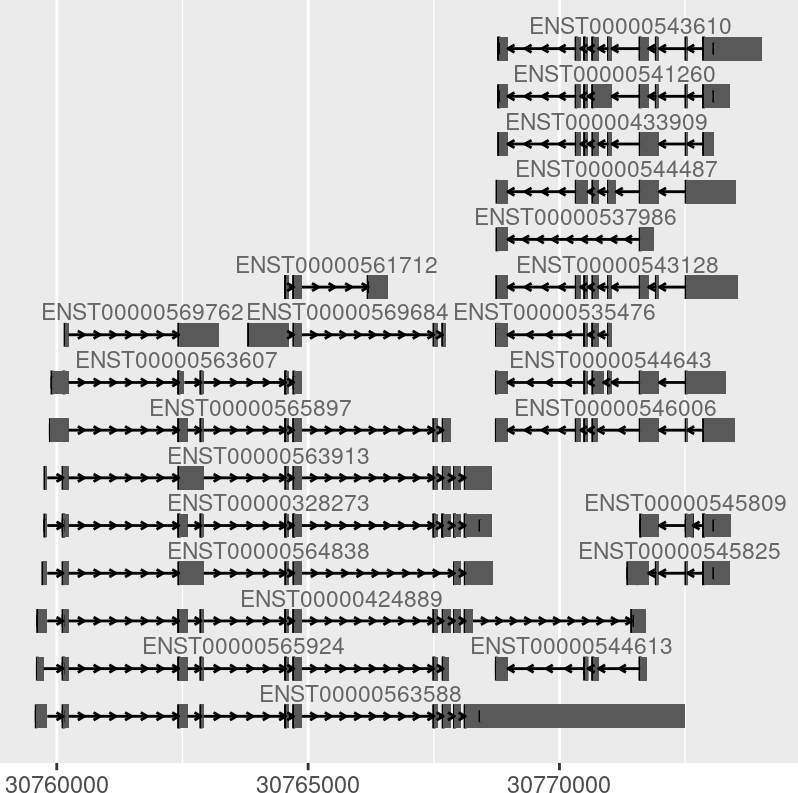 ENST00000543610
ENST00000541260
ENST00000433909
ENST00000544487
ENST00000537986
ENST00000561712 ENST00000543128
ENST00000569762 ENST00000569684 ENST00000535476
ENST00000563607 ENST00000544643
ENST00000565897 ENST00000546006
ENST00000563913
ENST00000328273 ENST00000545809
ENST00000564838 ENST00000545825
ENST00000424889
ENST00000565924 ENST00000544613
ENST00000563588
30760000 30765000 30770000